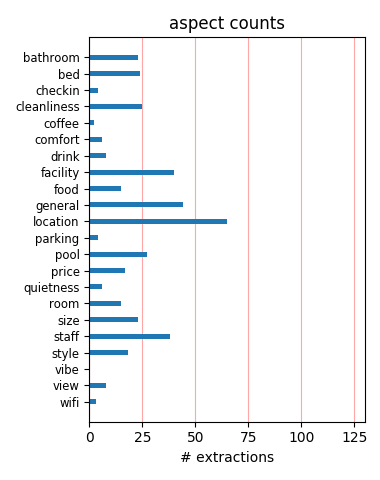 aspect counts
bathroom
bed
checkin
cleanliness
coffee
comfort
drink
facility
food
general
location
parking
pool
price
quietness
room
size
staff
style
vibe
view
wifi
0 25 50 75 100 125
# extractions